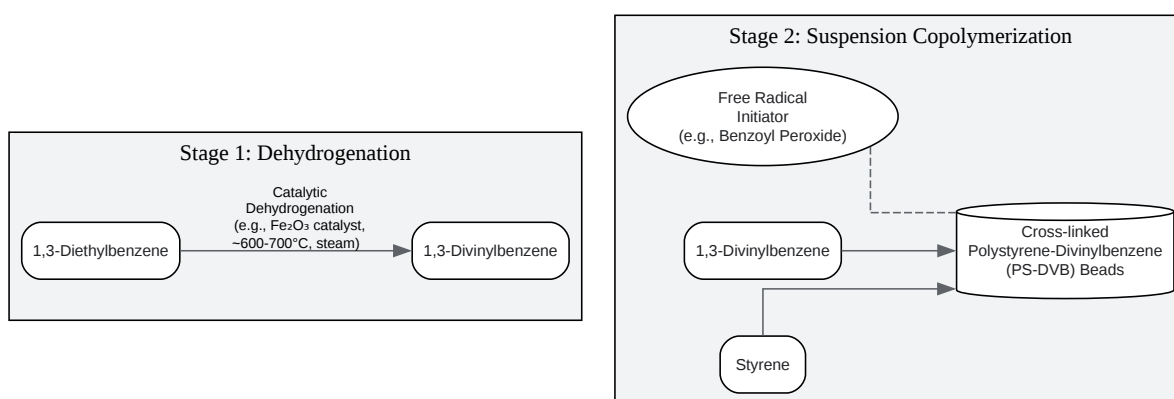 Stage 1: Dehydrogenation
Catalytic
Dehydrogenation
(e.g., Fe₂O₃ catalyst,
~600-700°C, steam)
1,3-Diethylbenzene
1,3-Divinylbenzene
Stage 2: Suspension Copolymerization
Free Radical
Initiator
(e.g., Benzoyl Peroxide)
1,3-Divinylbenzene
Cross-linked
Polystyrene-Divinylbenzene
(PS-DVB) Beads
Styrene